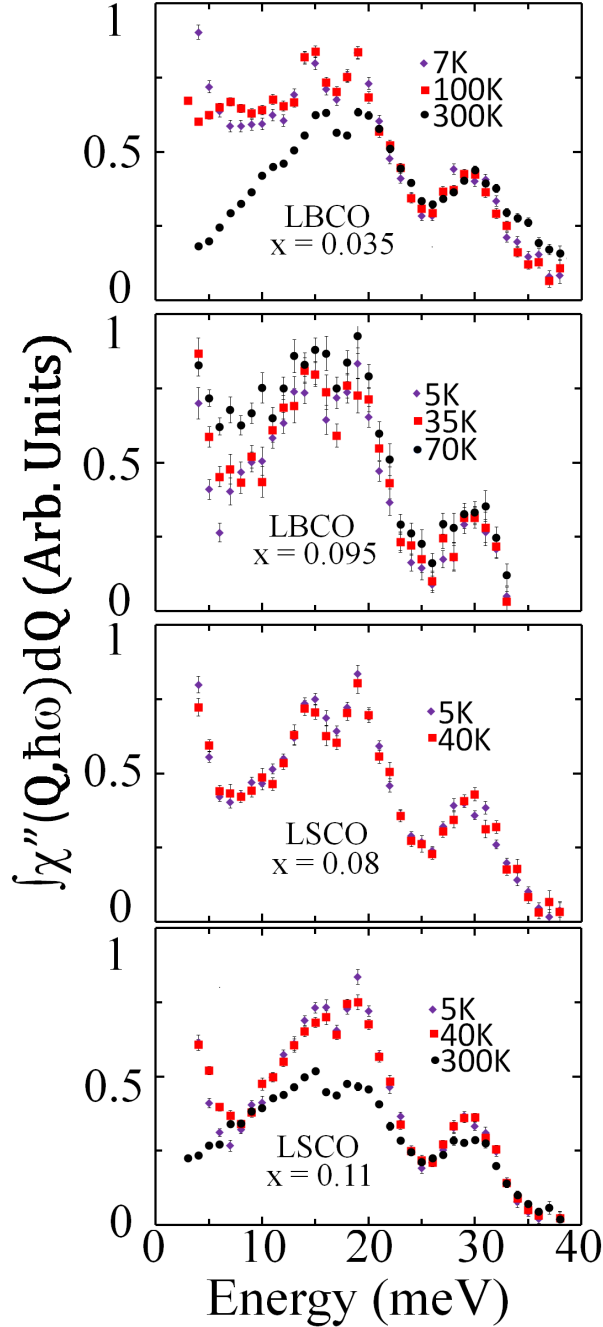 ∫χ″(Q,ħω)dQ (Arb. Units)
1
0.5
0
7K
100K
300K
LBCO
x = 0.035
1
0.5
0
5K
35K
70K
LBCO
x = 0.095
1
0.5
0
5K
40K
LSCO
x = 0.08
1
0.5
0
5K
40K
300K
LSCO
x = 0.11
0 10 20 30 40
Energy (meV)